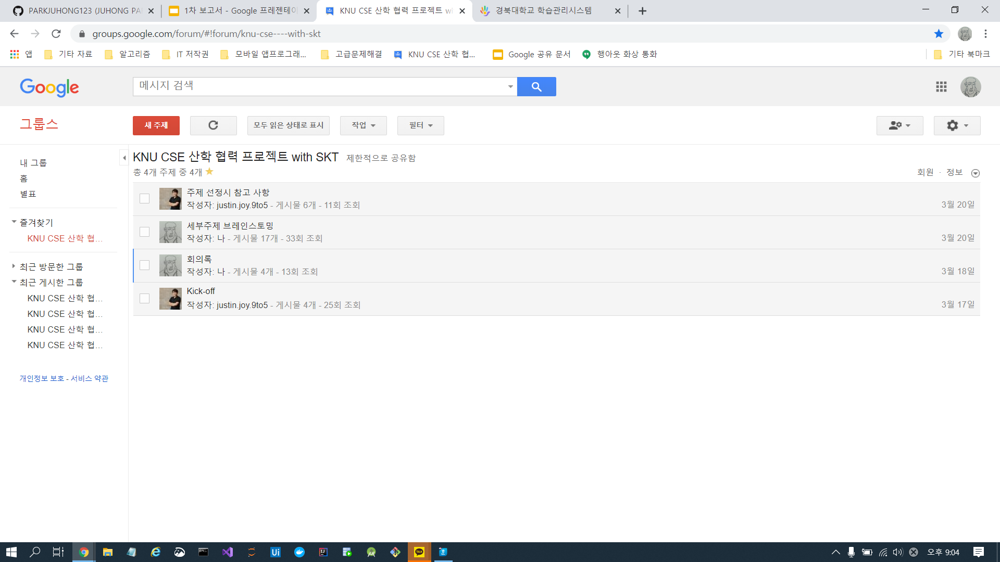 PARKJUHONG123 (JUHONG PA
1차 보고서 - Google 프레젠테이
KNU CSE 산학 협력 프로젝트 wi
경북대학교 학습관리시스템
groups.google.com/forum/#!forum/knu-cse----with-skt
앱
기타 자료
알고리즘
IT 저작권
모바일 앱프로그래...
고급문제해결
KNU CSE 산학 협...
Google 공유 문서
행아웃 화상 통화
기타 북마크
Google
메시지 검색
그룹스
새 주제
모두 읽은 상태로 표시
작업
필터
내 그룹
홈
별표
즐겨찾기
KNU CSE 산학 협...
최근 방문한 그룹
최근 게시한 그룹
KNU CSE 산학 협...
KNU CSE 산학 협...
KNU CSE 산학 협...
KNU CSE 산학 협...
개인정보 보호 - 서비스 약관
KNU CSE 산학 협력 프로젝트 with SKT 제한적으로 공유함
총 4개 주제 중 4개
회원 · 정보
주제 선정시 참고 사항
작성자: justin.joy.9to5 - 게시물 6개 - 11회 조회
3월 20일
세부주제 브레인스토밍
작성자: 나 - 게시물 17개 - 33회 조회
3월 20일
회의록
작성자: 나 - 게시물 4개 - 13회 조회
3월 18일
Kick-off
작성자: justin.joy.9to5 - 게시물 4개 - 25회 조회
3월 17일
Ui
IJ
TALK
오후 9:04